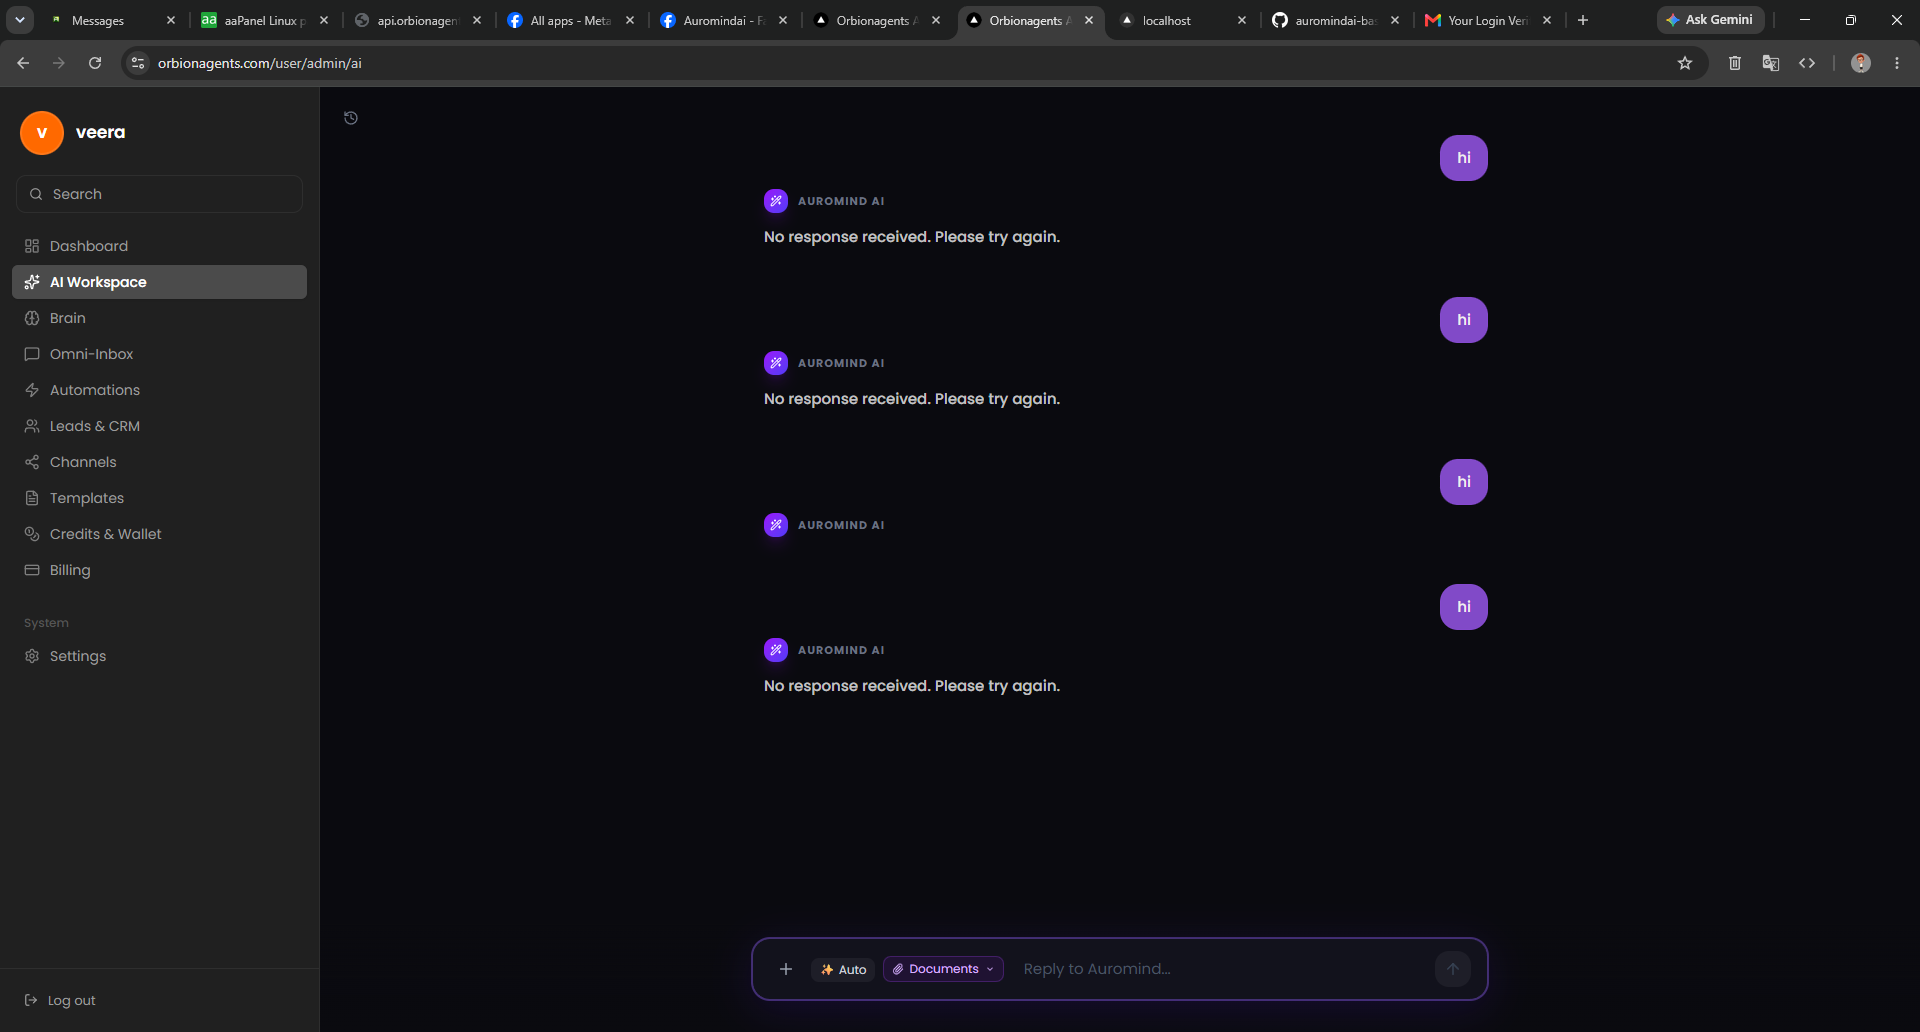 Messages
aaPanel Linux p
api.orbionagen
All apps - Meta
Auromindai - Fa
Orbionagents A
Orbionagents A
localhost
auromindai-bas
Your Login Veri
Ask Gemini
orbionagents.com/user/admin/ai
v
veera
Search
Dashboard
AI Workspace
Brain
Omni-Inbox
Automations
Leads & CRM
Channels
Templates
Credits & Wallet
Billing
System
Settings
Log out
hi
AUROMIND AI
No response received. Please try again.
hi
AUROMIND AI
No response received. Please try again.
hi
AUROMIND AI
hi
AUROMIND AI
No response received. Please try again.
Auto
Documents
Reply to Auromind...